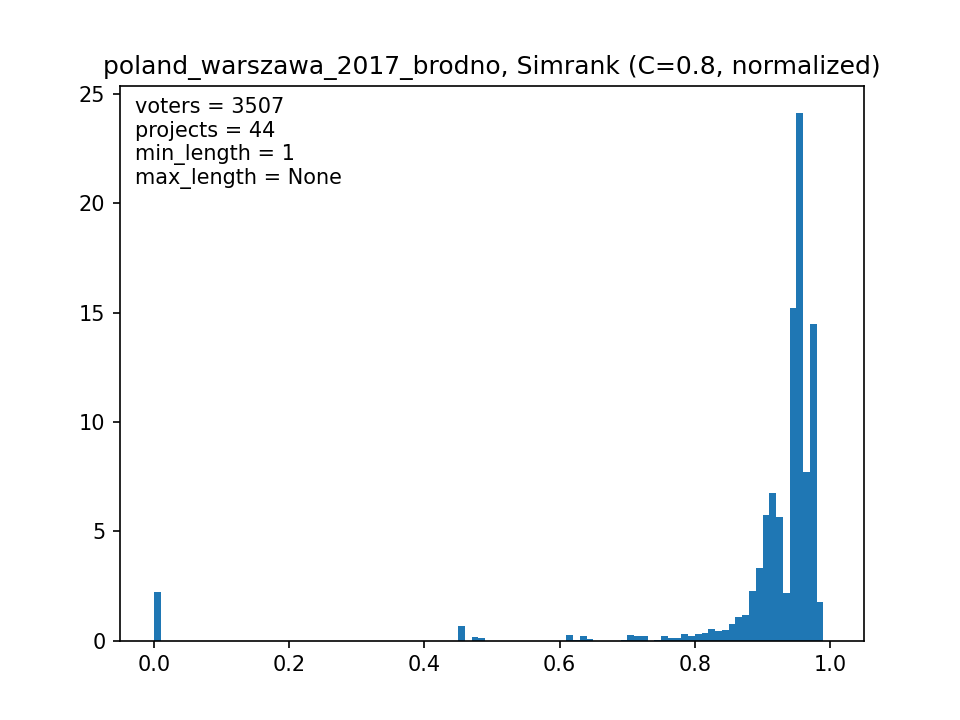 poland_warszawa_2017_brodno, Simrank (C=0.8, normalized)
voters = 3507
projects = 44
min_length = 1
max_length = None
25
20
15
10
5
0
0.0 0.2 0.4 0.6 0.8 1.0